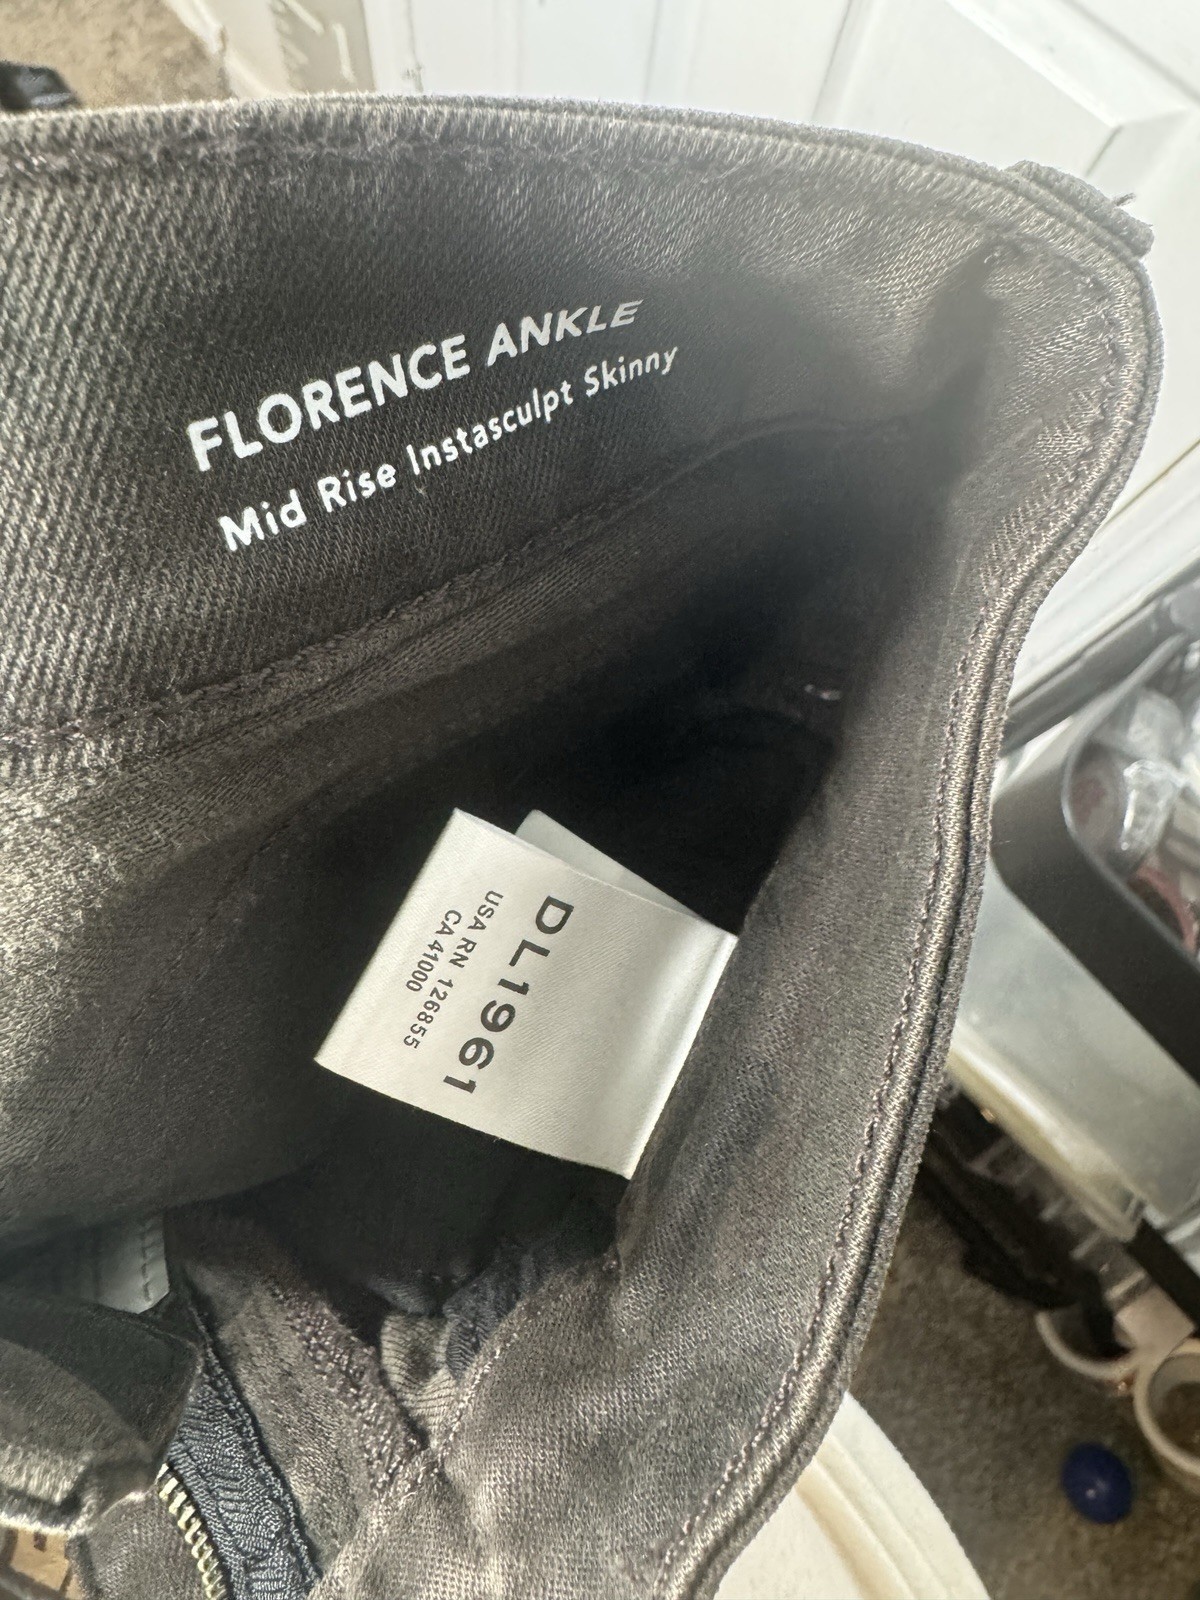 FLORENCE ANKLE
Mid Rise Instasculpt Skinny
DL1961
USA RN 126855
CA 41000